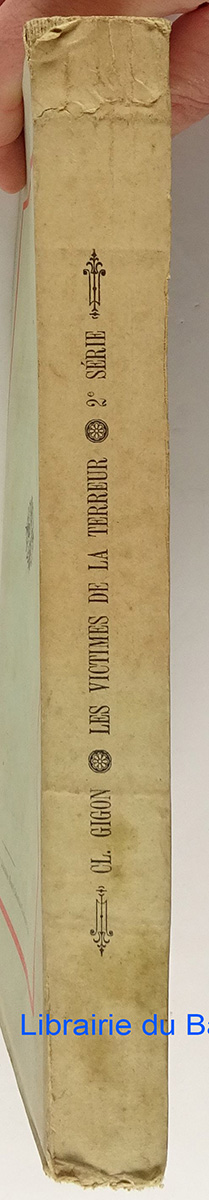 CL. GIGON LES VICTIMES DE LA TERREUR 2e SÉRIE
Librairie du Ba